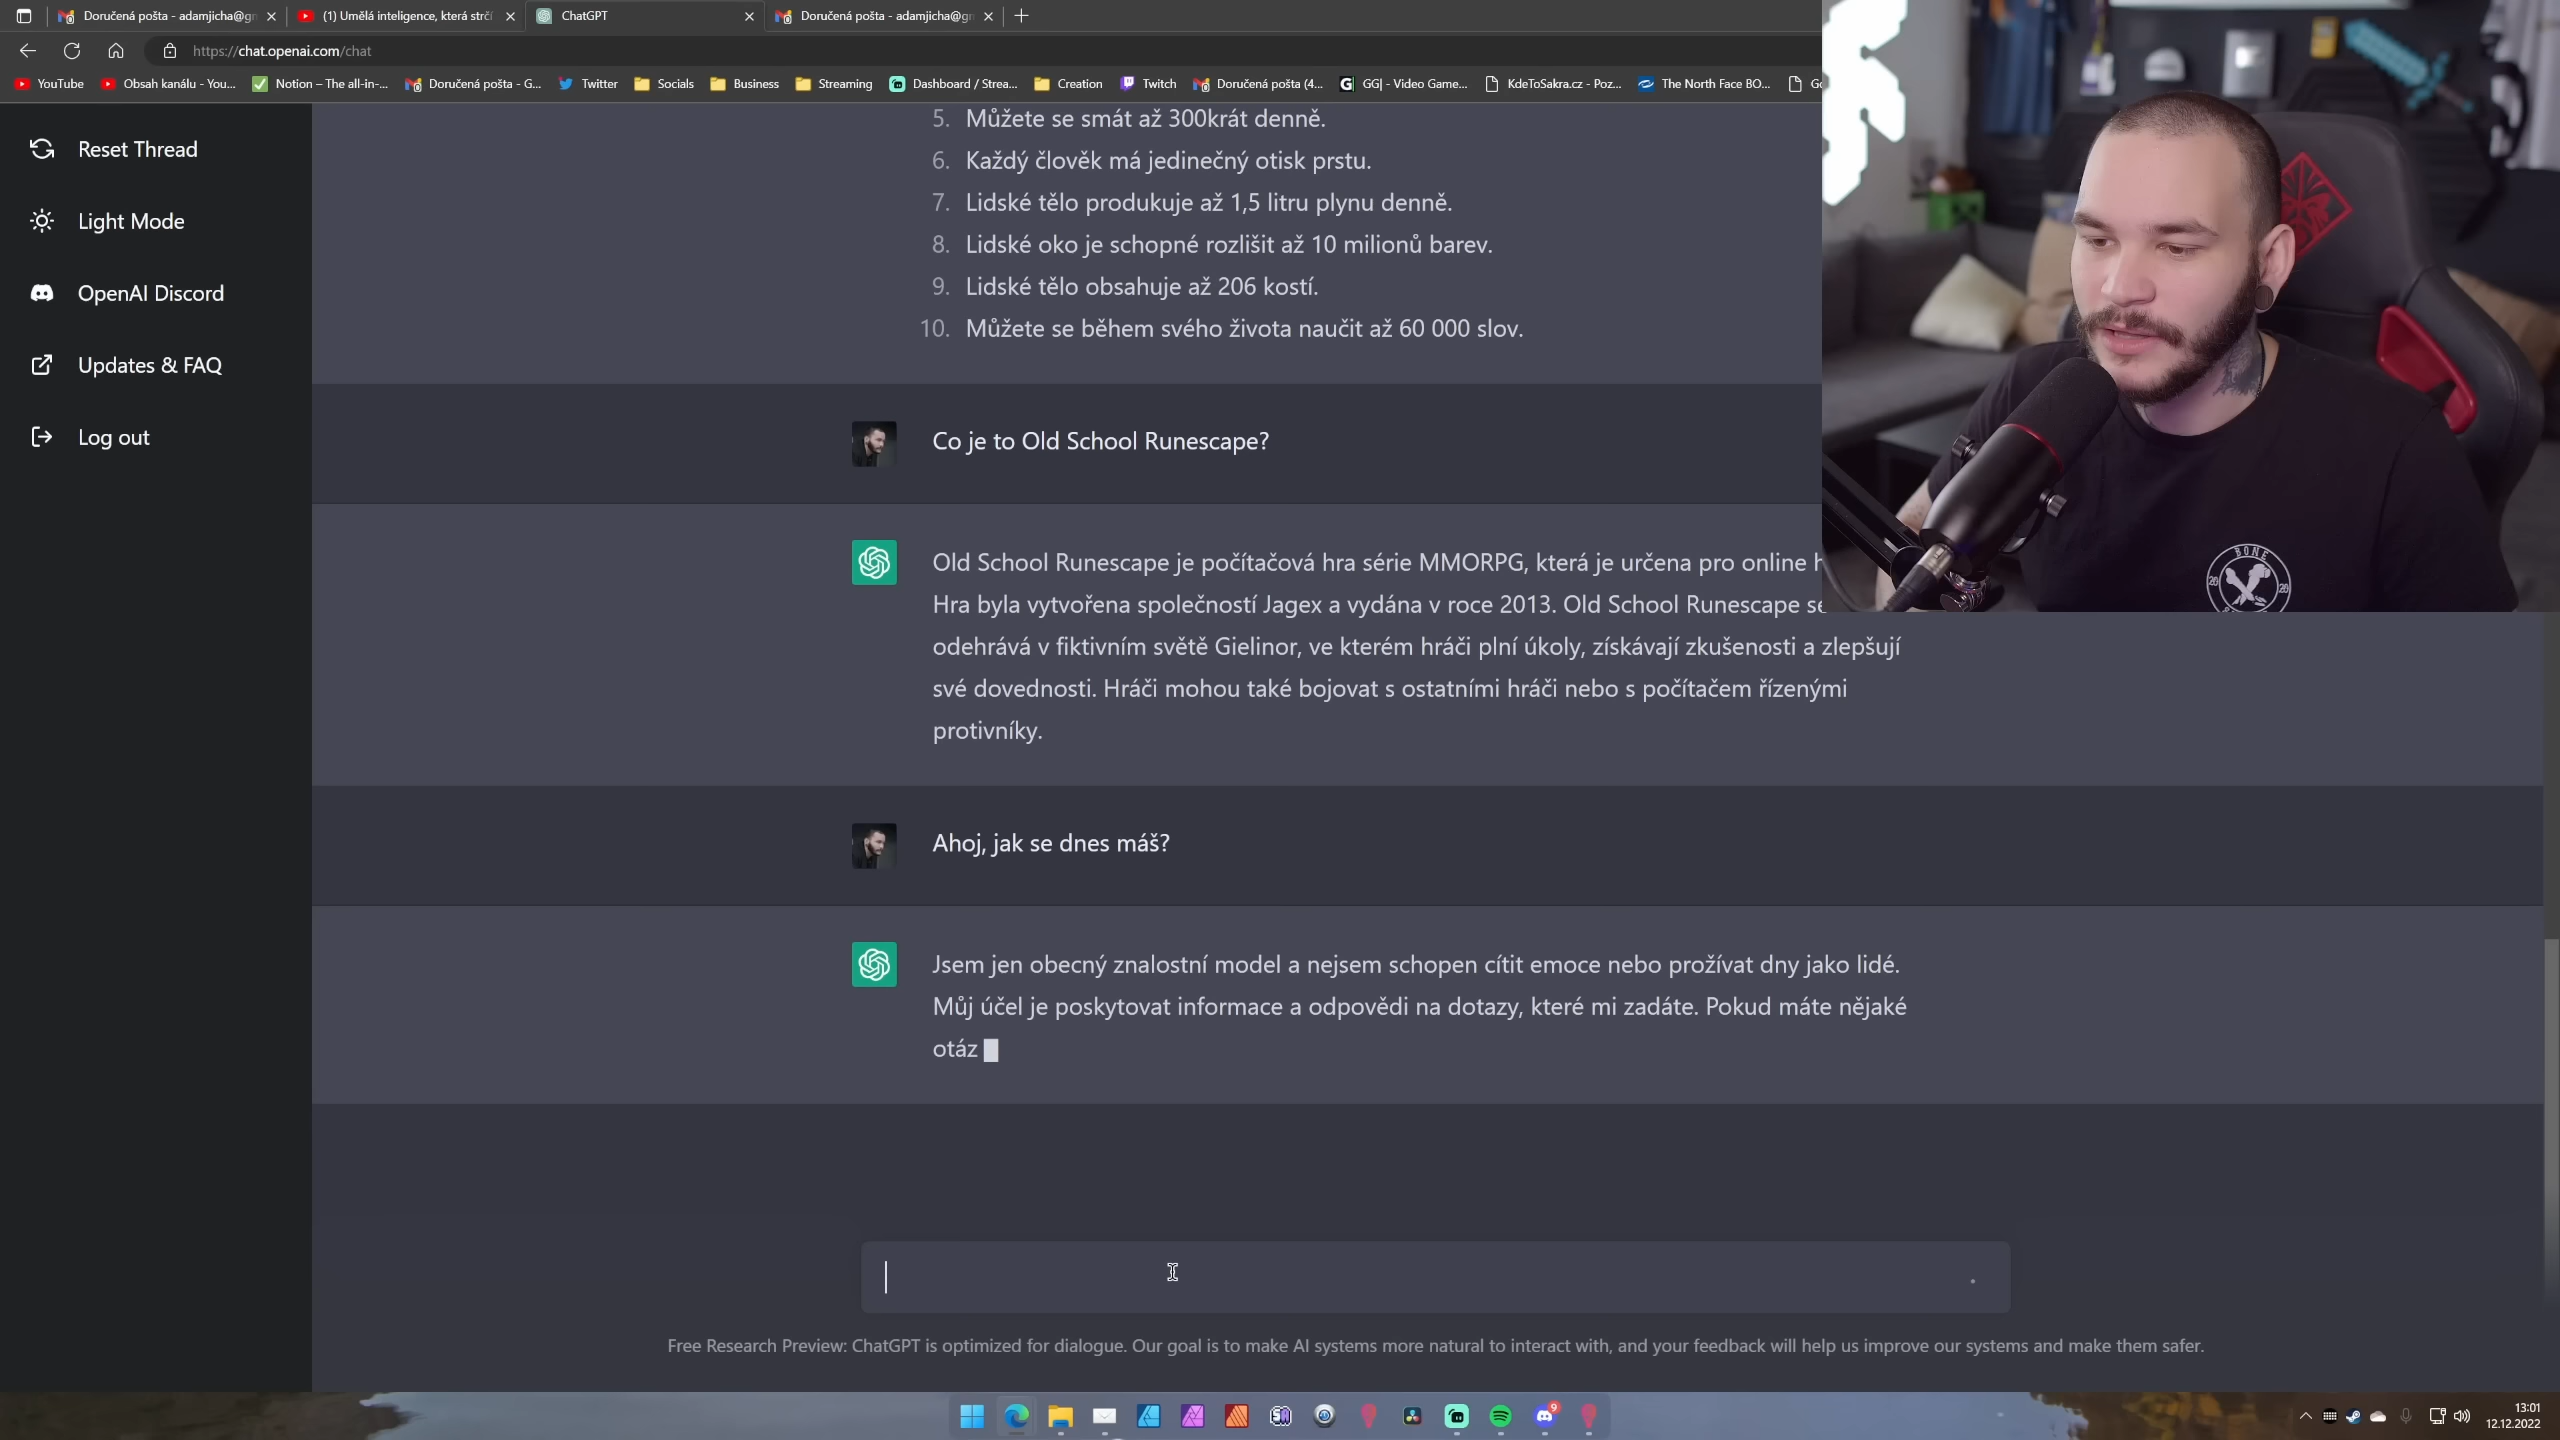 Doručená pošta - adamjicha@gm
(1) Umělá inteligence, která strčí
ChatGPT
Doručená pošta - adamjicha@gm
https://chat.openai.com/chat
YouTube
Obsah kanálu - You...
Notion – The all-in-...
Doručená pošta - G...
Twitter
Socials
Business
Streaming
Dashboard / Strea...
Creation
Twitch
Doručená pošta (4...
GG| - Video Game...
KdeToSakra.cz - Poz...
The North Face BO...
Reset Thread
Light Mode
OpenAI Discord
Updates & FAQ
Log out
5. Můžete se smát až 300krát denně.
6. Každý člověk má jedinečný otisk prstu.
7. Lidské tělo produkuje až 1,5 litru plynu denně.
8. Lidské oko je schopné rozlišit až 10 milionů barev.
9. Lidské tělo obsahuje až 206 kostí.
10. Můžete se během svého života naučit až 60 000 slov.
Co je to Old School Runescape?
Old School Runescape je počítačová hra série MMORPG, která je určena pro online h
Hra byla vytvořena společností Jagex a vydána v roce 2013. Old School Runescape se
odehrává v fiktivním světě Gielinor, ve kterém hráči plní úkoly, získávají zkušenosti a zlepšují
své dovednosti. Hráči mohou také bojovat s ostatními hráči nebo s počítačem řízenými
protivníky.
Ahoj, jak se dnes máš?
Jsem jen obecný znalostní model a nejsem schopen cítit emoce nebo prožívat dny jako lidé.
Můj účel je poskytovat informace a odpovědi na dotazy, které mi zadáte. Pokud máte nějaké
otáz
Free Research Preview: ChatGPT is optimized for dialogue. Our goal is to make AI systems more natural to interact with, and your feedback will help us improve our systems and make them safer.
BONE
20 20
9
13:01
12.12.2022